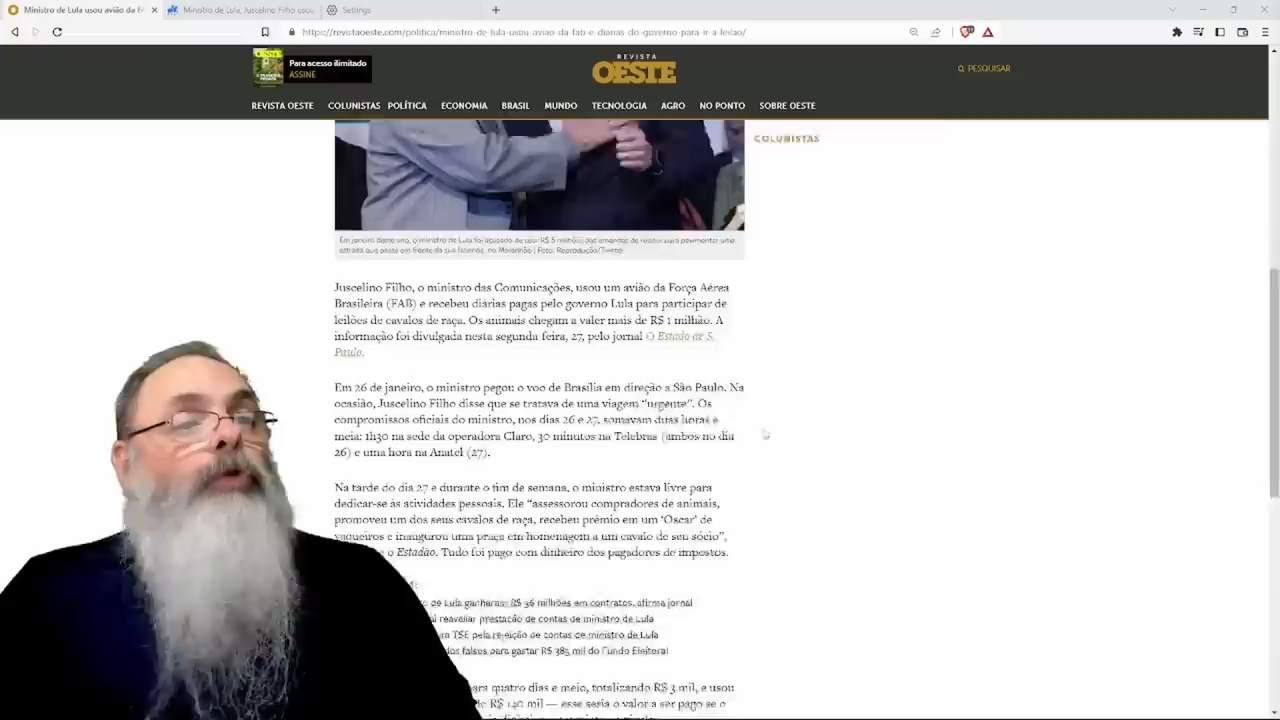 Ministro de Lula usou avião da FA
Ministro de Lula, Juscelino Filho usou
Settings
https://revistaoeste.com/politica/ministro-de-lula-usou-aviao-da-fab-e-diarias-do-governo-para-ir-a-leilao/
Para acesso ilimitado
ASSINE
REVISTA
OESTE
PESQUISAR
REVISTA OESTE COLUNISTAS POLÍTICA ECONOMIA BRASIL MUNDO TECNOLOGIA AGRO NO PONTO SOBRE OESTE
COLUNISTAS
Em janeiro deste ano, o ministro de Lula foi acusado de usar R$ 5 milhões das emendas de relator para pavimentar uma
estrada que passa em frente da sua fazenda, no Maranhão | Foto: Reprodução/Twitter
Juscelino Filho, o ministro das Comunicações, usou um avião da Força Aérea
Brasileira (FAB) e recebeu diárias pagas pelo governo Lula para participar de
leilões de cavalos de raça. Os animais chegam a valer mais de R$ 1 milhão. A
informação foi divulgada nesta segunda feira, 27, pelo jornal O Estado de S.
Paulo.
Em 26 de janeiro, o ministro pegou o voo de Brasília em direção a São Paulo. Na
ocasião, Juscelino Filho disse que se tratava de uma viagem “urgente”. Os
compromissos oficiais do ministro, nos dias 26 e 27, somavam duas horas e
meia: 1h30 na sede da operadora Claro, 30 minutos na Telebras (ambos no dia
26) e uma hora na Anatel (27).
Na tarde do dia 27 e durante o fim de semana, o ministro estava livre para
dedicar-se às atividades pessoais. Ele “assessorou compradores de animais,
promoveu um dos seus cavalos de raça, recebeu prêmio em um ‘Oscar’ de
vaqueiros e inaugurou uma praça em homenagem a um cavalo de seu sócio”,
o Estadão. Tudo foi pago com dinheiro dos pagadores de impostos.
de Lula ganharam R$ 36 milhões em contratos, afirma jornal
reavaliar prestação de contas de ministro de Lula
TSE pela rejeição de contas de ministro de Lula
dos falsos para gastar R$ 385 mil do Fundo Eleitoral
para quatro dias e meio, totalizando R$ 3 mil, e usou
de R$ 140 mil — esse seria o valor a ser pago se o